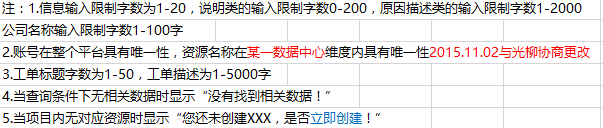 注：1.信息输入限制字数为1-20，说明类的输入限制字数0-200，原因描述类的输入限制字数1-2000
公司名称输入限制字数1-100字
2.账号在整个平台具有唯一性，资源名称在某一数据中心维度内具有唯一性2015.11.02与光柳协商更改
3.工单标题字数为1-50，工单描述为1-5000字
4.当查询条件下无相关数据时显示“没有找到相关数据！”
5.当项目内无对应资源时显示“您还未创建XXX，是否立即创建！”